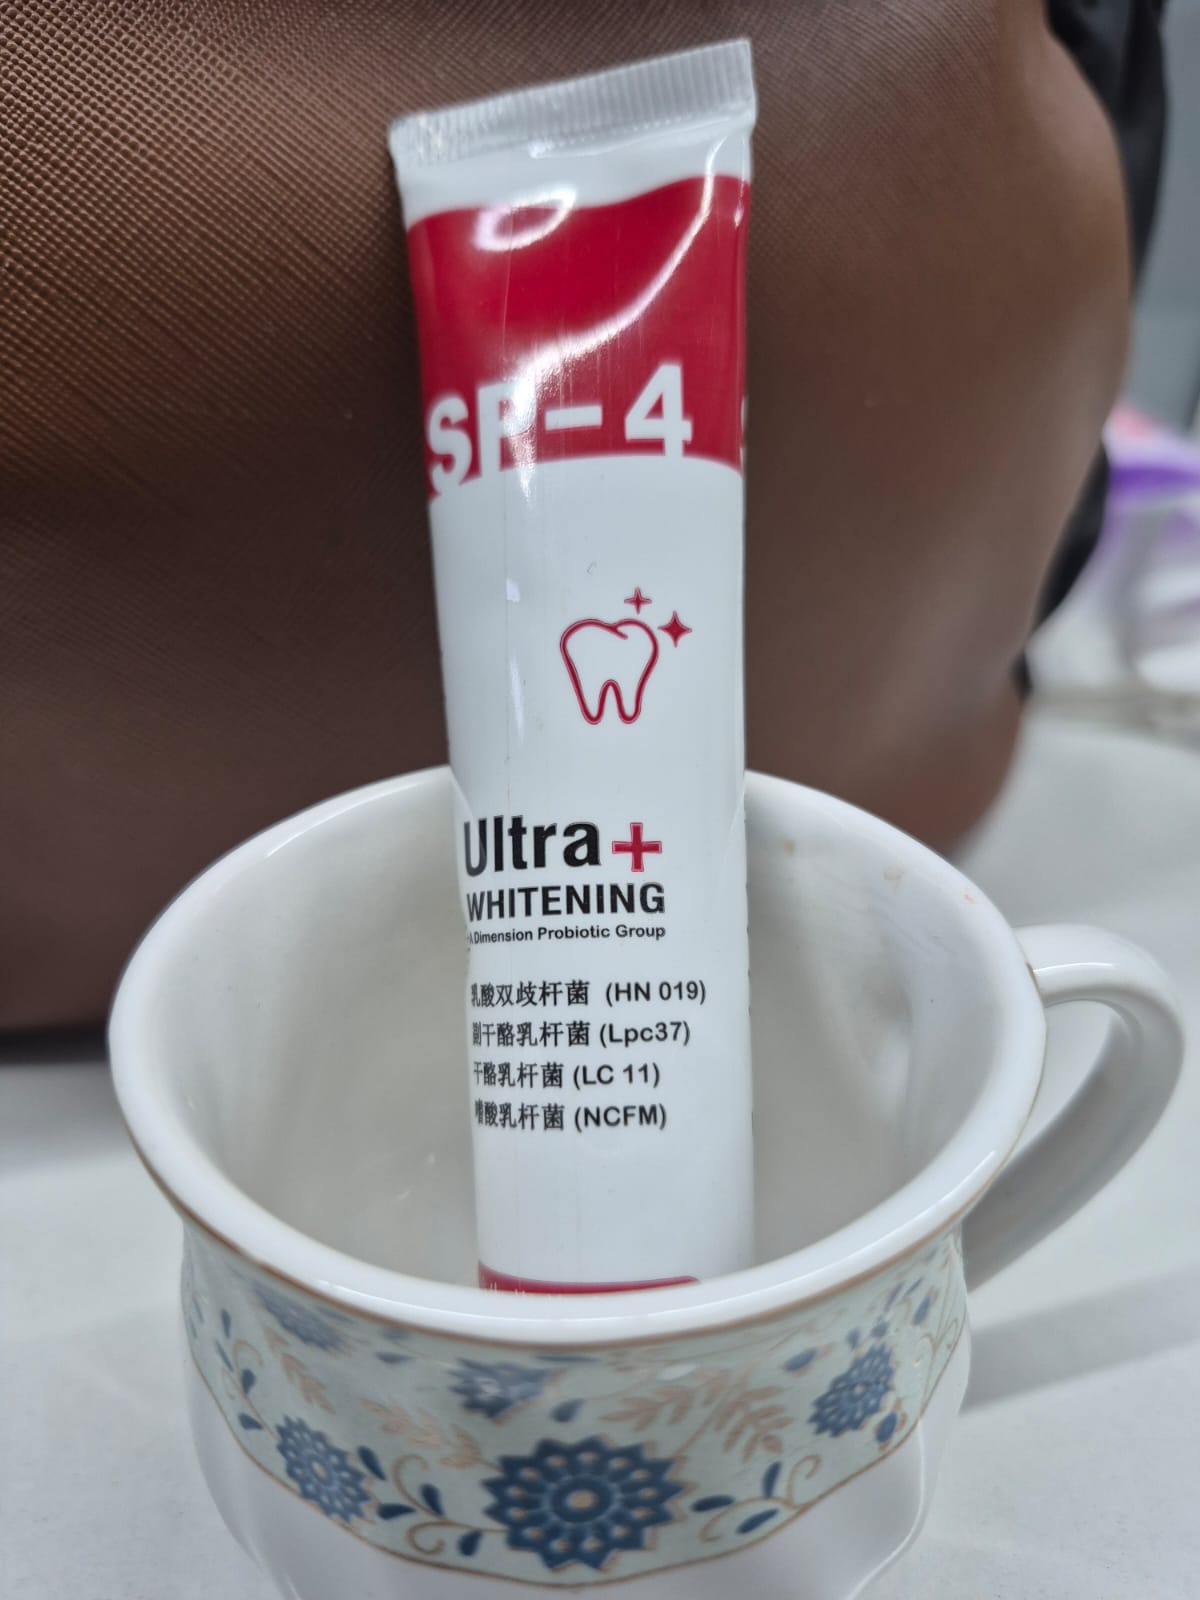 SP-4
Ultra+
WHITENING
Dimension Probiotic Group
乳酸双歧杆菌 (HN 019)
副干酪乳杆菌 (Lpc37)
干酪乳杆菌 (LC 11)
嗜酸乳杆菌 (NCFM)